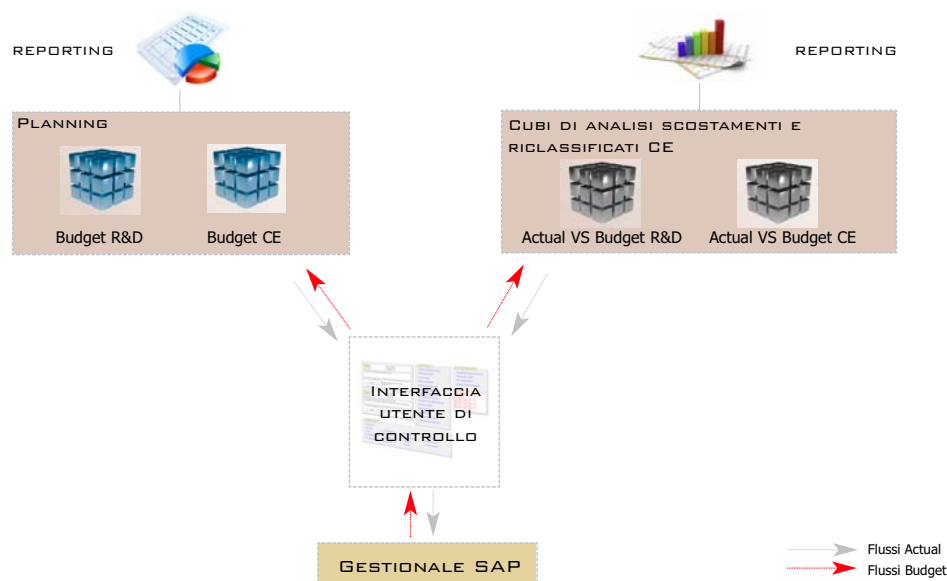 REPORTING
REPORTING
PLANNING
Budget R&D
Budget CE
CUBI DI ANALISI SCOSTAMENTI E
RICLASSIFICATI CE
Actual VS Budget R&D
Actual VS Budget CE
INTERFACCIA
UTENTE DI
CONTROLLO
GESTIONALE SAP
Flussi Actual
Flussi Budget